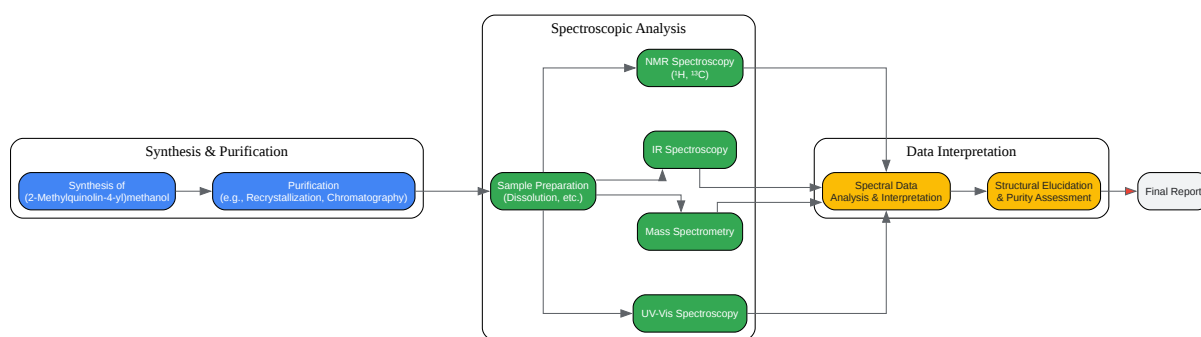 Spectroscopic Analysis
NMR Spectroscopy
(¹H, ¹³C)
Synthesis & Purification
IR Spectroscopy
Data Interpretation
Synthesis of
(2-Methylquinolin-4-yl)methanol
Purification
(e.g., Recrystallization, Chromatography)
Sample Preparation
(Dissolution, etc.)
Spectral Data
Analysis & Interpretation
Structural Elucidation
& Purity Assessment
Final Report
Mass Spectrometry
UV-Vis Spectroscopy